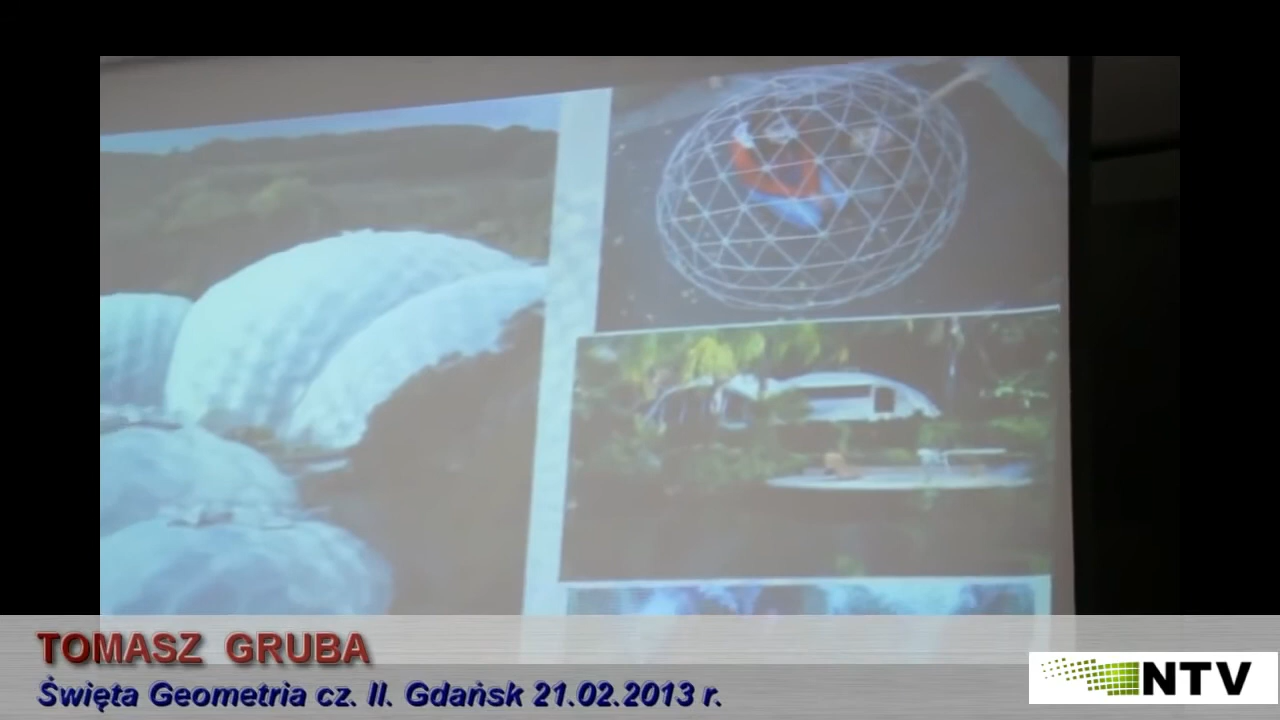 TOMASZ GRUBA
Święta Geometria cz. II. Gdańsk 21.02.2013 r.
NTV